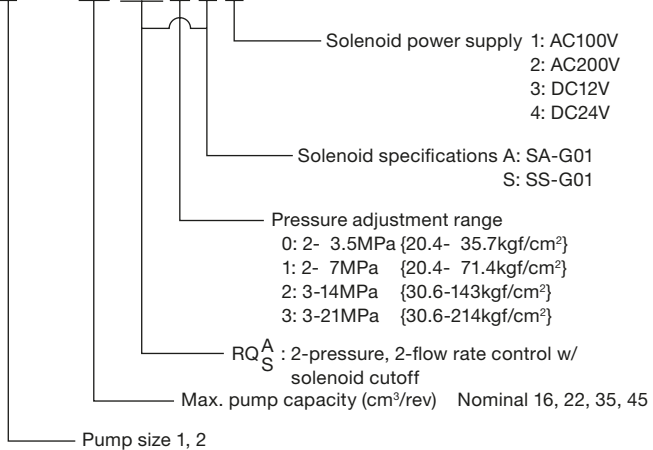 Solenoid power supply 1: AC100V
2: AC200V
3: DC12V
4: DC24V
Solenoid specifications A: SA-G01
S: SS-G01
Pressure adjustment range
0: 2- 3.5MPa {20.4- 35.7kgf/cm²}
1: 2- 7MPa {20.4- 71.4kgf/cm²}
2: 3-14MPa {30.6-143kgf/cm²}
3: 3-21MPa {30.6-214kgf/cm²}
RQ A/S : 2-pressure, 2-flow rate control w/
solenoid cutoff
Max. pump capacity (cm³/rev) Nominal 16, 22, 35, 45
Pump size 1, 2